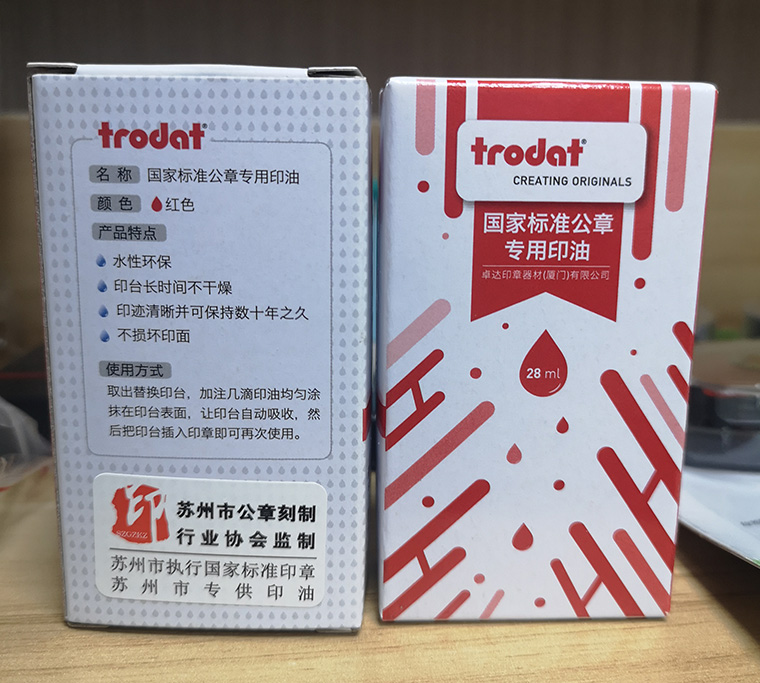 trodat
名 称 国家标准公章专用印油
颜 色 红色
产品特点
水性环保
印台长时间不干燥
印迹清晰并可保持数十年之久
不损坏印面
使用方式
取出替换印台，加注几滴印油均匀涂
抹在印台表面，让印台自动吸收，然
后把印台插入印章即可再次使用。
印
SZGZKZ
苏州市公章刻制
行业协会监制
苏州市执行国家标准印章
苏州市专供印油
trodat
CREATING ORIGINALS
国家标准公章
专用印油
卓达印章器材(厦门)有限公司
28 ml